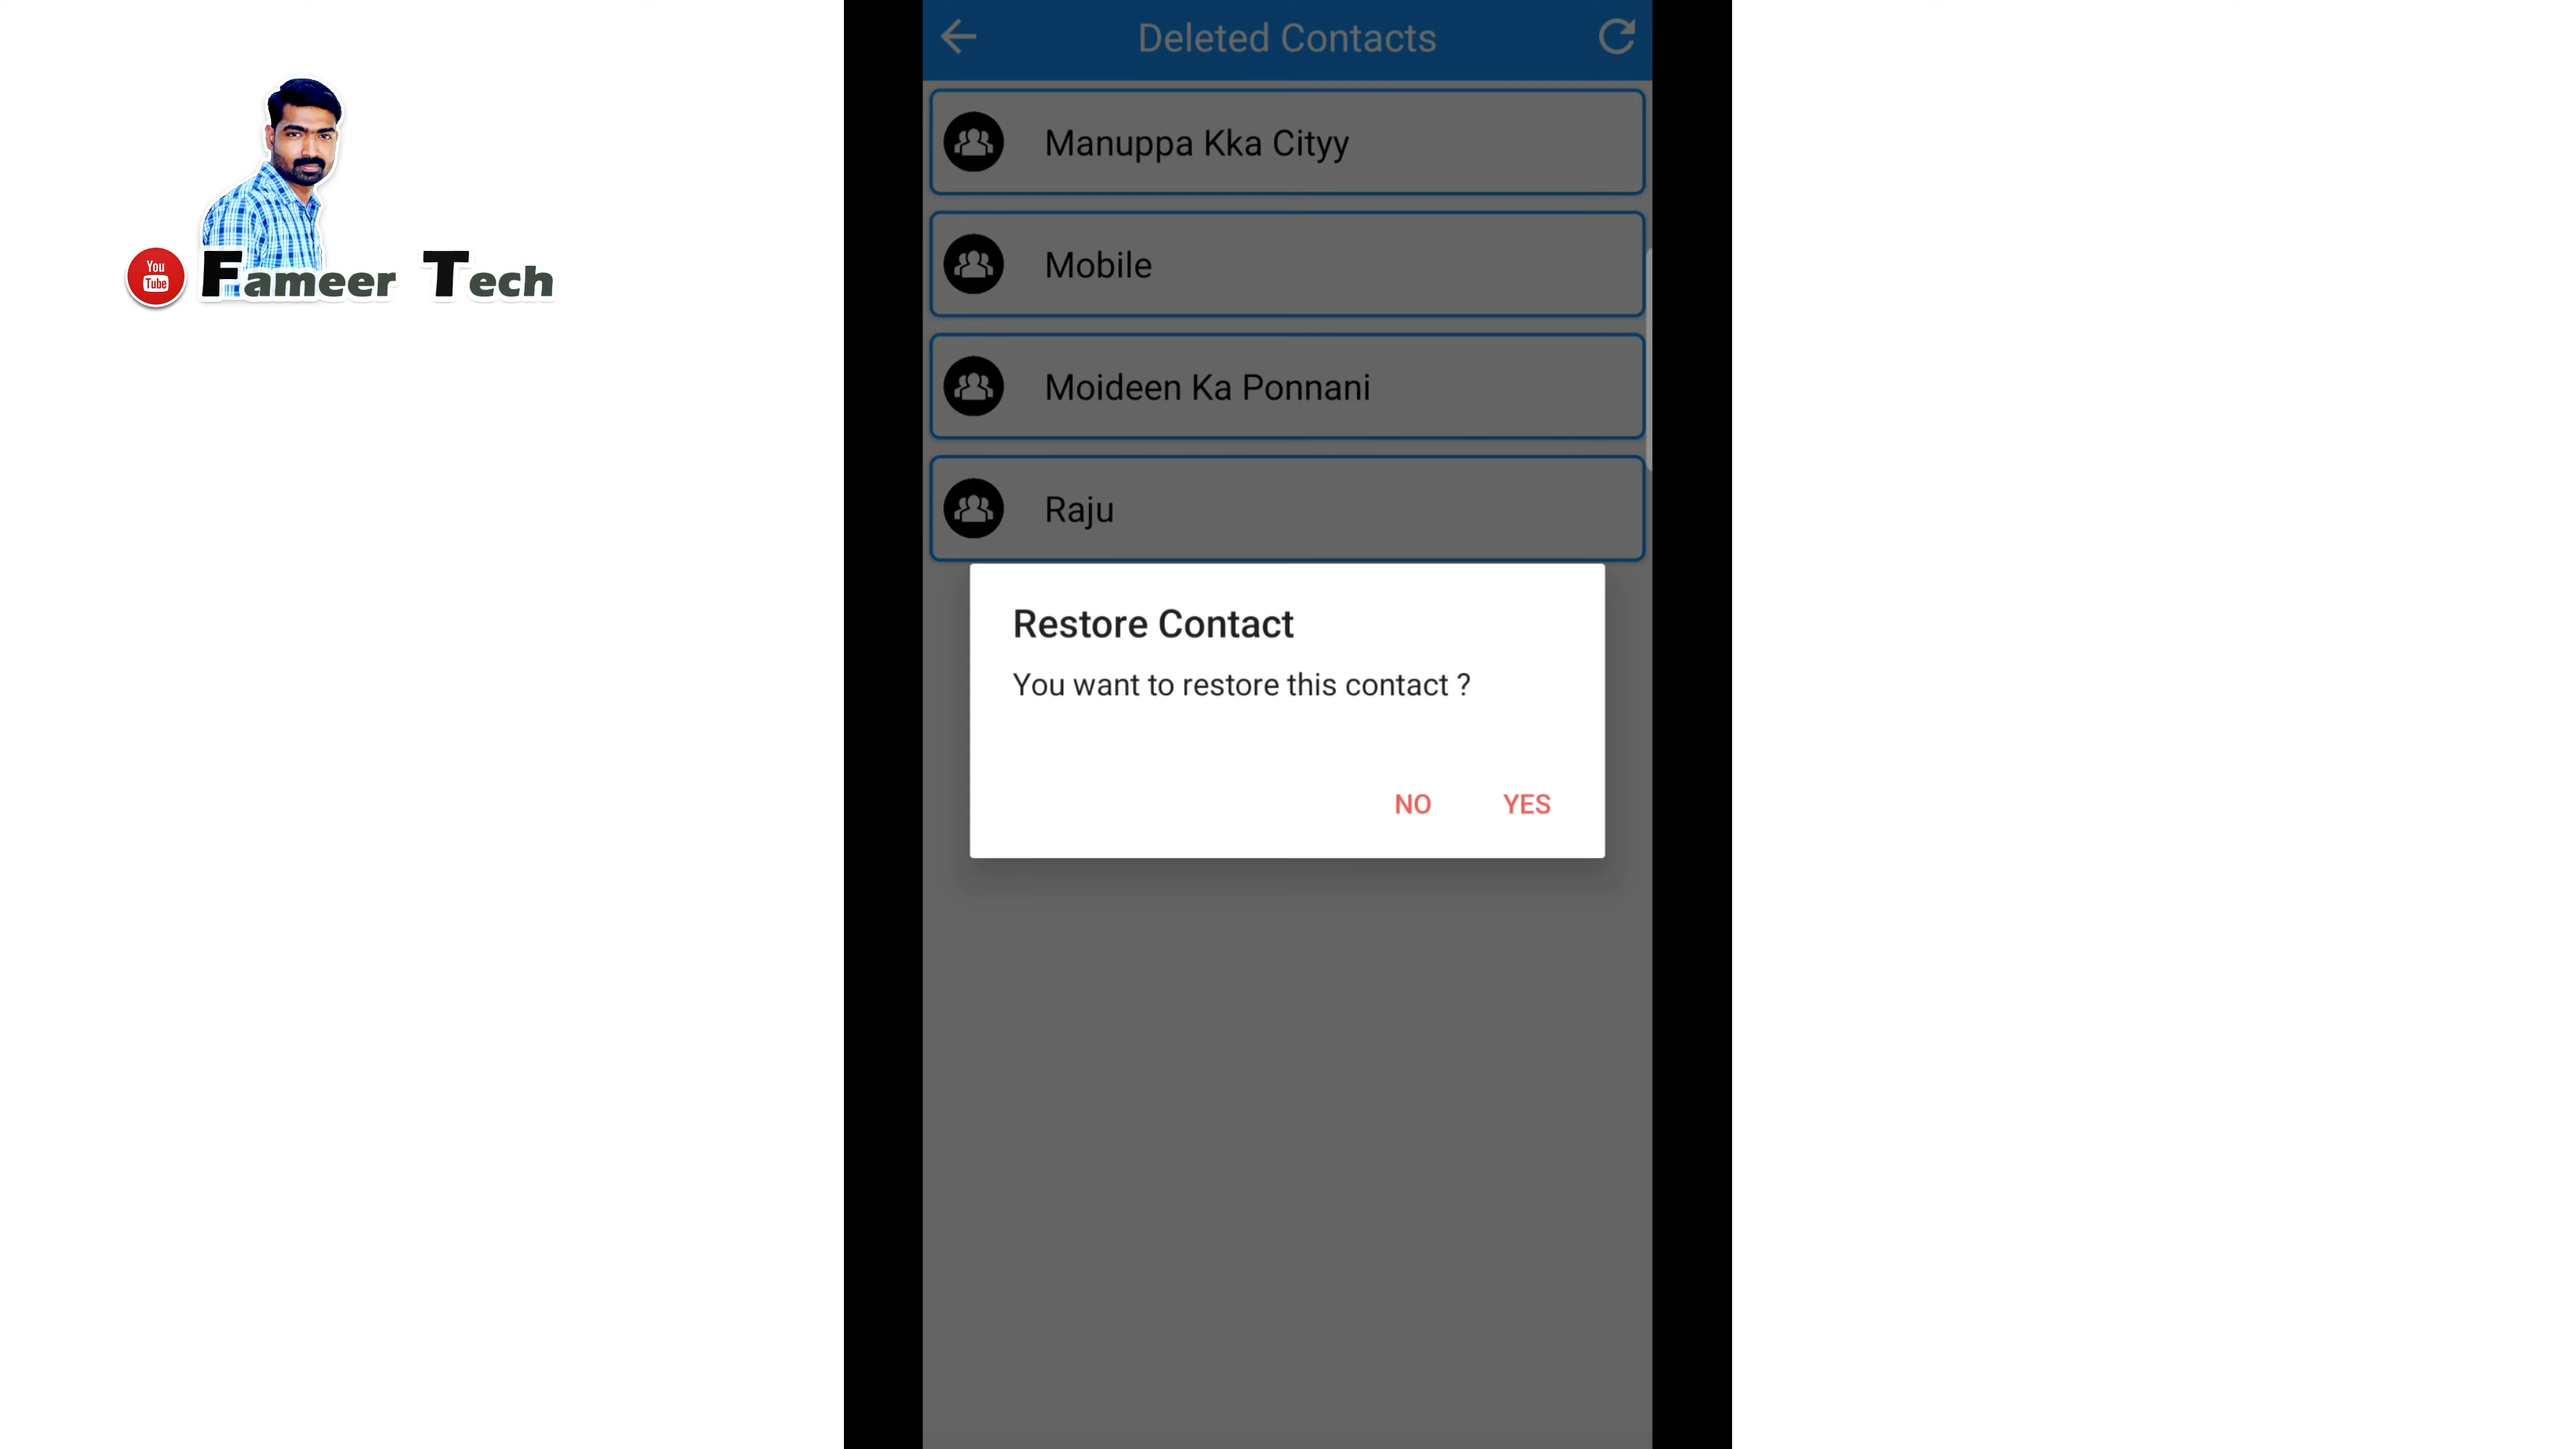 Deleted Contacts
Manuppa Kka Cityy
Mobile
Moideen Ka Ponnani
Raju
Restore Contact
You want to restore this contact ?
NO YES
You
Tube
Fameer Tech